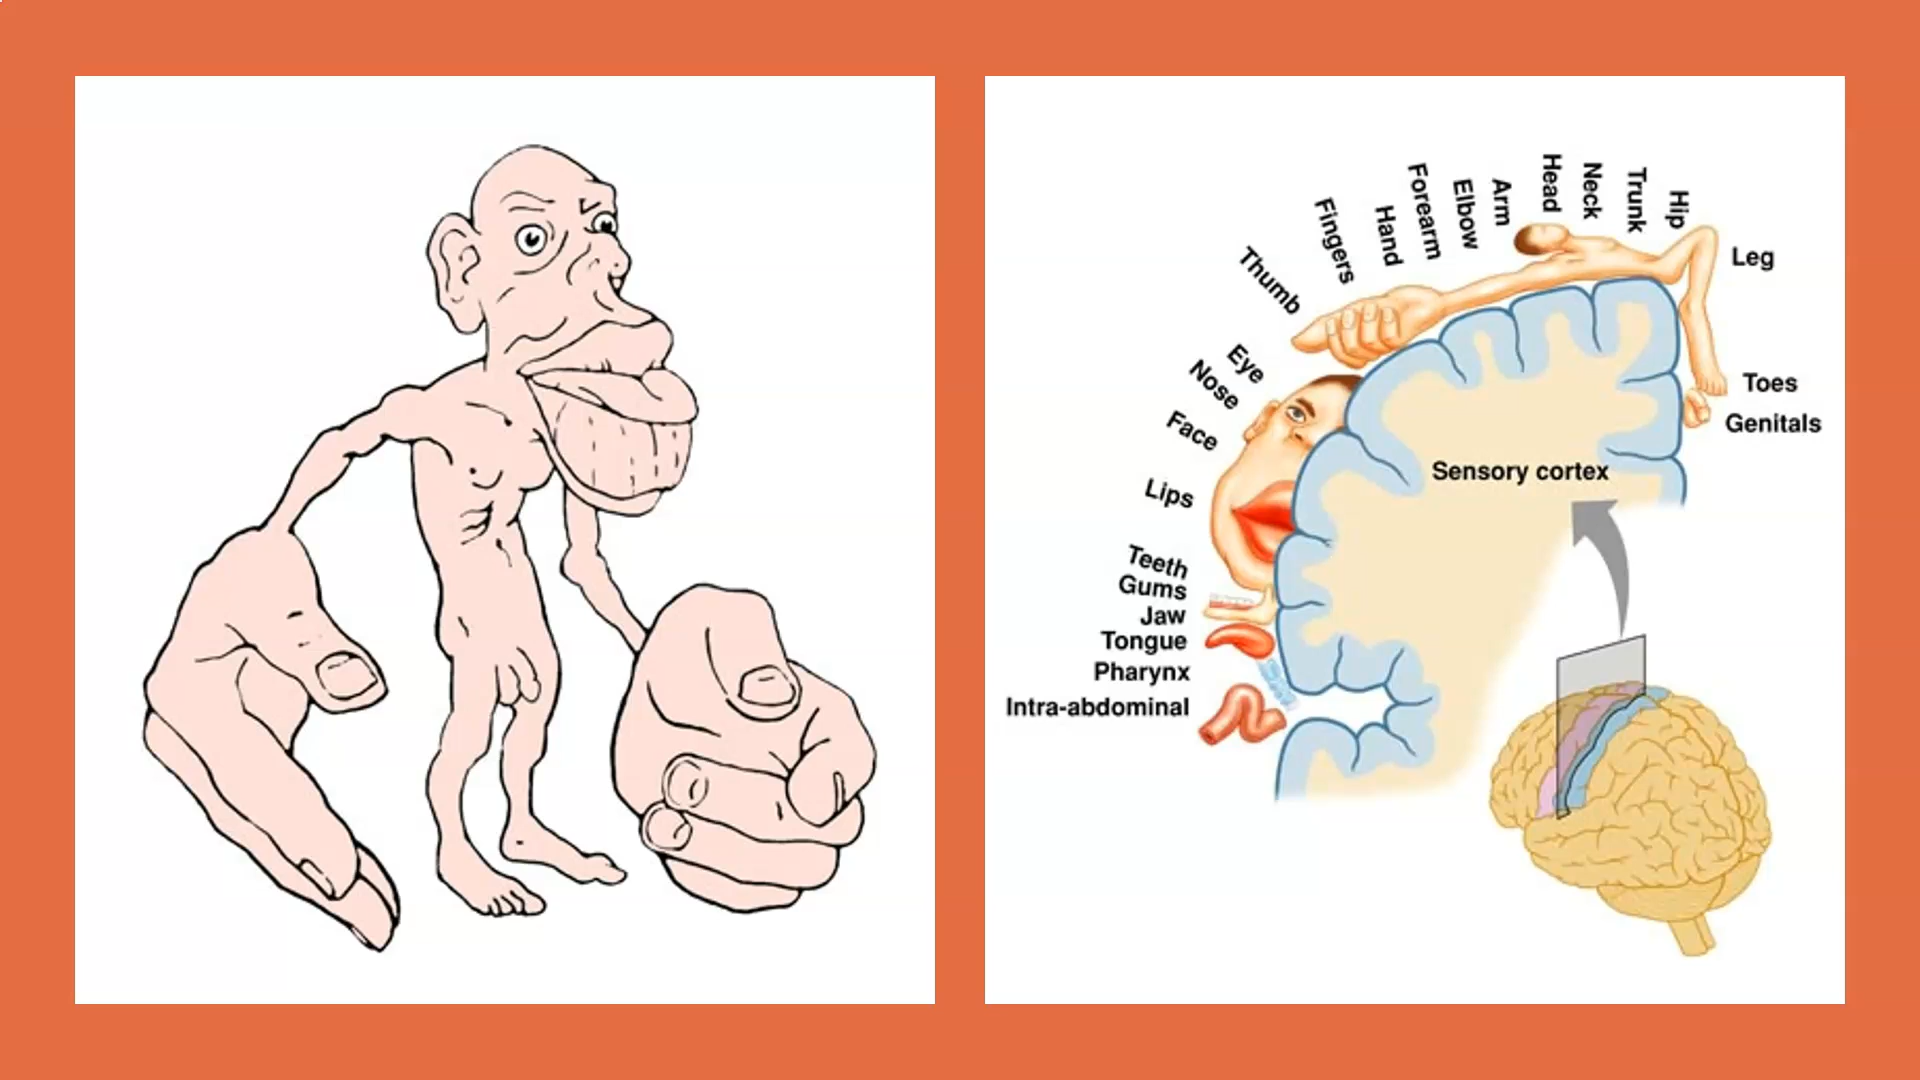 Head
Neck
Trunk
Hip
Arm
Elbow
Forearm
Hand
Fingers
Thumb
Leg
Eye
Nose
Face
Toes
Genitals
Lips
Sensory cortex
Teeth
Gums
Jaw
Tongue
Pharynx
Intra-abdominal